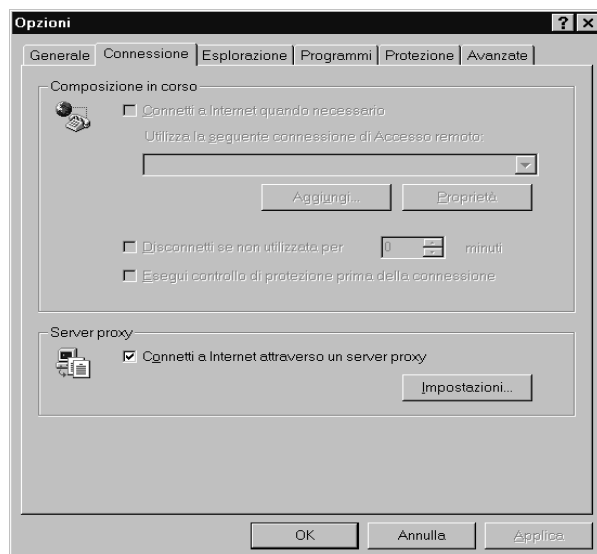 Opzioni
Generale Connessione Esplorazione Programmi Protezione Avanzate
Composizione in corso
Connetti a Internet quando necessario
Utilizza la seguente connessione di Accesso remoto:
Aggiungi... Proprietà
Disconnetti se non utilizzata per 0 minuti
Esegui controllo di protezione prima della connessione
Server proxy
Connetti a Internet attraverso un server proxy
Impostazioni...
OK Annulla Applica